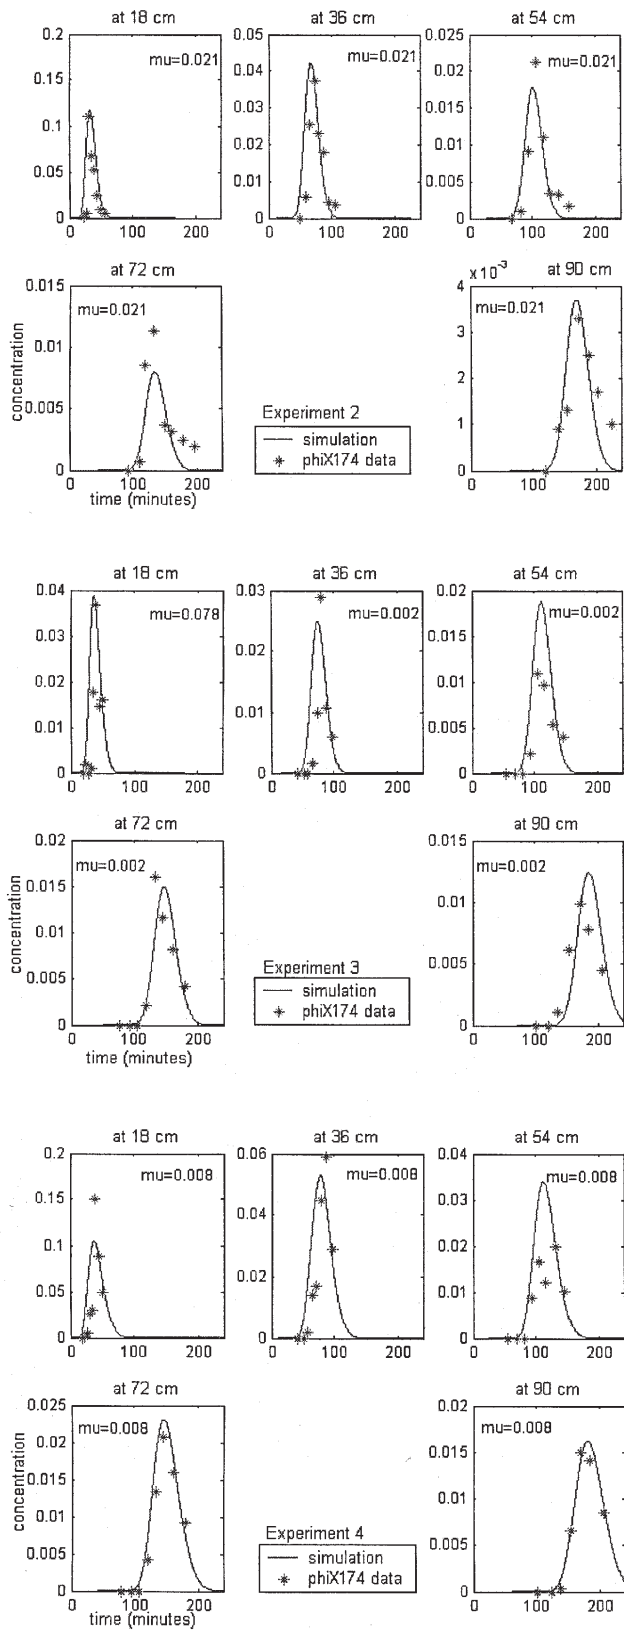 at 18 cm
at 36 cm
at 54 cm
0.2
0.15
0.1
0.05
0
mu=0.021
0 100 200
0.05
0.04
0.03
0.02
0.01
0
mu=0.021
0 100 200
0.025
0.02
0.015
0.01
0.005
0
mu=0.021
0 100 200
at 72 cm
x 10⁻³
at 90 cm
0.015
0.01
0.005
0
concentration
mu=0.021
0 100 200
time (minutes)
Experiment 2
simulation
phiX174 data
4
3
2
1
0
mu=0.021
0 100 200
at 18 cm
at 36 cm
at 54 cm
0.04
0.03
0.02
0.01
0
mu=0.078
0 100 200
0.03
0.02
0.01
0
mu=0.002
0 100 200
0.02
0.015
0.01
0.005
0
mu=0.002
0 100 200
at 72 cm
at 90 cm
0.02
0.015
0.01
0.005
0
concentration
mu=0.002
0 100 200
time (minutes)
Experiment 3
simulation
phiX174 data
0.015
0.01
0.005
0
mu=0.002
0 100 200
at 18 cm
at 36 cm
at 54 cm
0.2
0.15
0.1
0.05
0
mu=0.008
0 100 200
0.06
0.04
0.02
0
mu=0.008
0 100 200
0.04
0.03
0.02
0.01
0
mu=0.008
0 100 200
at 72 cm
at 90 cm
0.025
0.02
0.015
0.01
0.005
0
concentration
mu=0.008
0 100 200
time (minutes)
Experiment 4
simulation
phiX174 data
0.02
0.015
0.01
0.005
0
mu=0.008
0 100 200